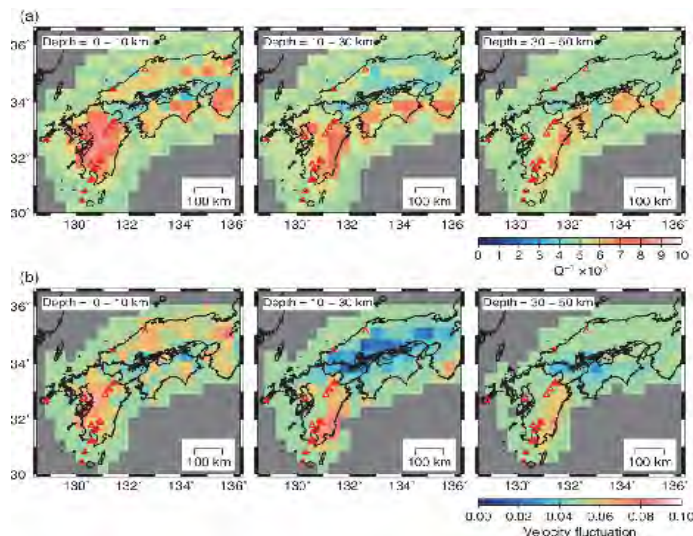 (a)
36° Depth = 0 – 10 km Depth = 10 – 30 km Depth = 30 – 50 km
34°
32°
30° 100 km 100 km 100 km
130° 132° 134° 136° 130° 132° 134° 136° 130° 132° 134° 136°
0 1 2 3 4 5 6 7 8 9 10
(b)
36° Depth = 0 – 10 km Depth = 10 – 30 km Depth = 30 – 50 km
34°
32°
30 100 km 100 km 100 km
130° 132° 134° 136° 130° 132° 134° 136° 130° 132° 134° 136°
0.00 0.02 0.04 0.06 0.08 0.10
Velocity fluctuation